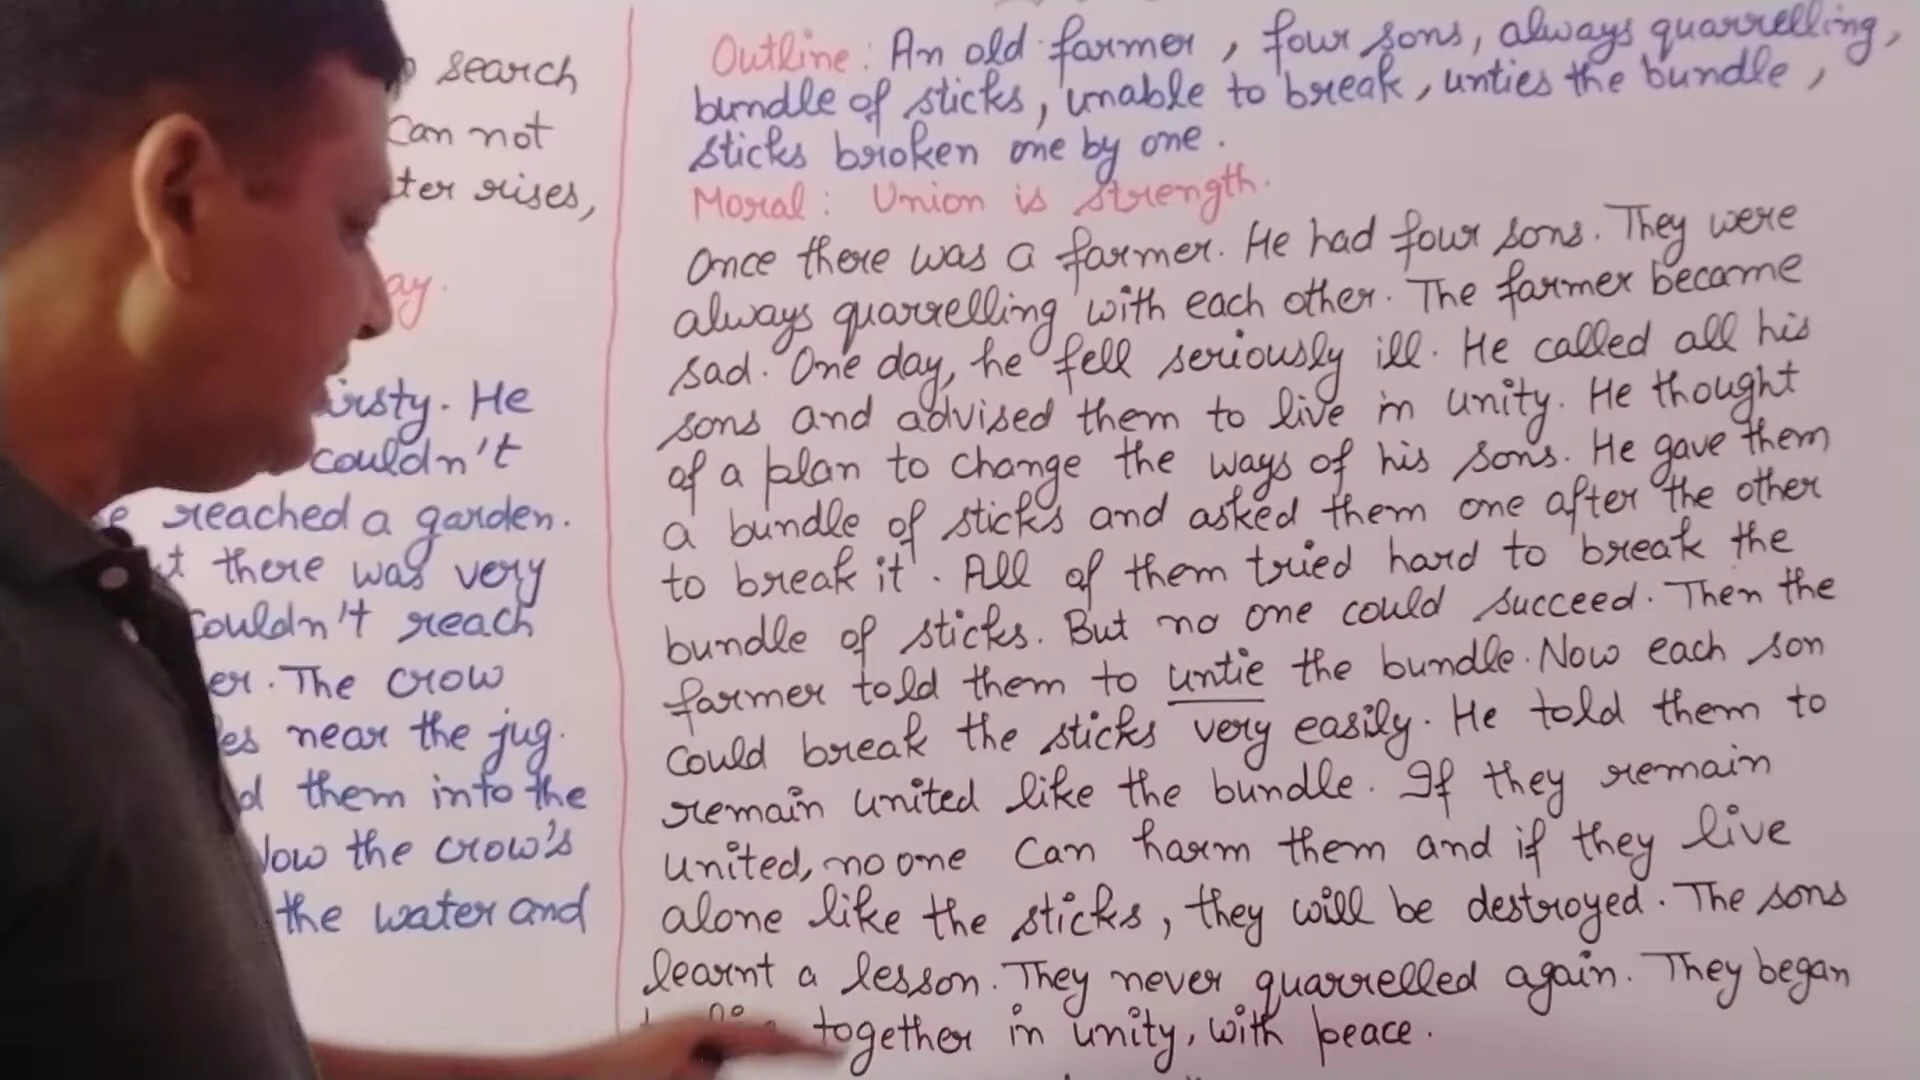 search
Can not
ter rises,
ay.
irsty. He
couldn't
e reached a garden.
t there was very
couldn't reach
er. The crow
es near the jug.
d them into the
Now the crow's
the water and
Outline: An old farmer, four sons, always quarrelling,
bundle of sticks, unable to break, unties the bundle,
sticks broken one by one.
Moral: Union is strength.
Once there was a farmer. He had four sons. They were
always quarrelling with each other. The farmer became
sad. One day, he fell seriously ill. He called all his
sons and advised them to live in unity. He thought
of a plan to change the ways of his sons. He gave them
a bundle of sticks and asked them one after the other
to break it. All of them tried hard to break the
bundle of sticks. But no one could succeed. Then the
farmer told them to untie the bundle. Now each son
could break the sticks very easily. He told them to
remain united like the bundle. If they remain
united, no one can harm them and if they live
alone like the sticks, they will be destroyed. The sons
learnt a lesson. They never quarrelled again. They began
together in unity, with peace.